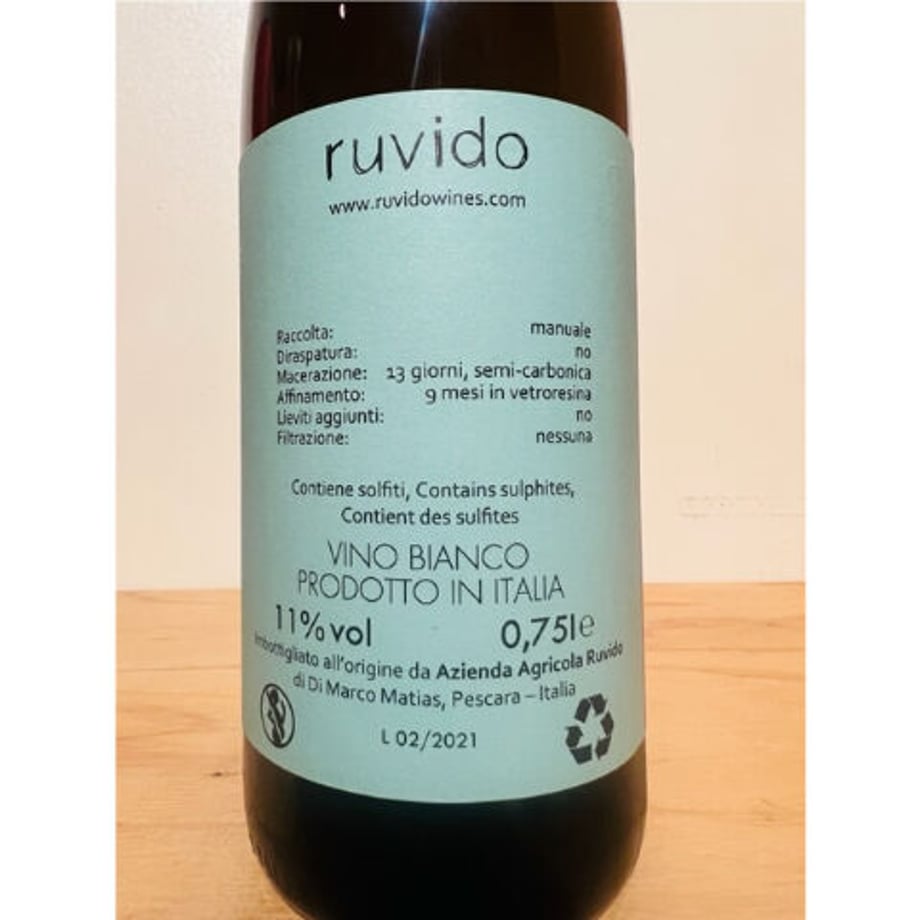 ruvido
www.ruvidowines.com
Raccolta: manuale
Diraspatura: no
Macerazione: 13 giorni, semi-carbonica
Affinamento: 9 mesi in vetroresina
Lieviti aggiunti: no
Filtrazione: nessuna
Contiene solfiti, Contains sulphites,
Contient des sulfites
VINO BIANCO
PRODOTTO IN ITALIA
11% vol 0,75l e
Imbottigliato all'origine da Azienda Agricola Ruvido
di Di Marco Matias, Pescara – Italia
L 02/2021